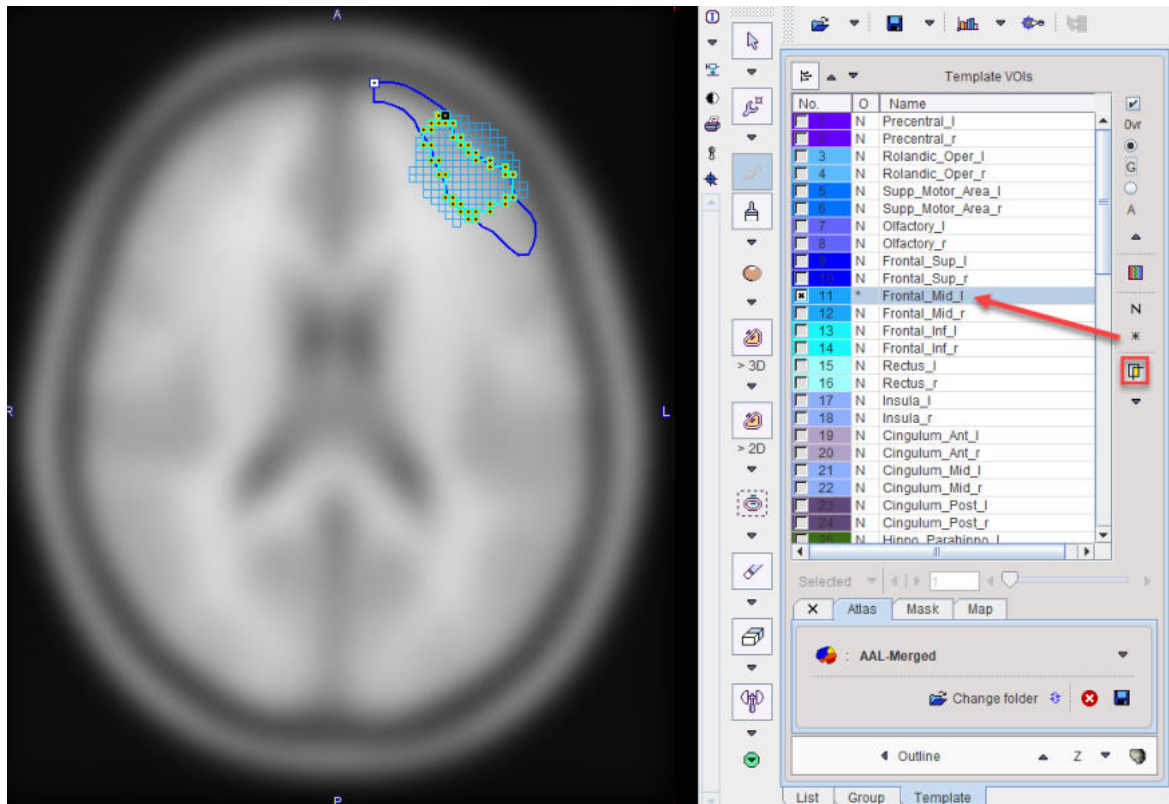 A
R
L
P
> 3D
> 2D
Template VOIs
No. O Name
1 N Precentral_l
2 N Precentral_r
3 N Rolandic_Oper_l
4 N Rolandic_Oper_r
5 N Supp_Motor_Area_l
6 N Supp_Motor_Area_r
7 N Olfactory_l
8 N Olfactory_r
9 N Frontal_Sup_l
10 N Frontal_Sup_r
11 * Frontal_Mid_l
12 N Frontal_Mid_r
13 N Frontal_Inf_l
14 N Frontal_Inf_r
15 N Rectus_l
16 N Rectus_r
17 N Insula_l
18 N Insula_r
19 N Cingulum_Ant_l
20 N Cingulum_Ant_r
21 N Cingulum_Mid_l
22 N Cingulum_Mid_r
23 N Cingulum_Post_l
24 N Cingulum_Post_r
25 N Hippo_Parahippo_l
Ovr
G
A
N
Selected 1
Atlas Mask Map
: AAL-Merged
Change folder
Outline Z
List Group Template